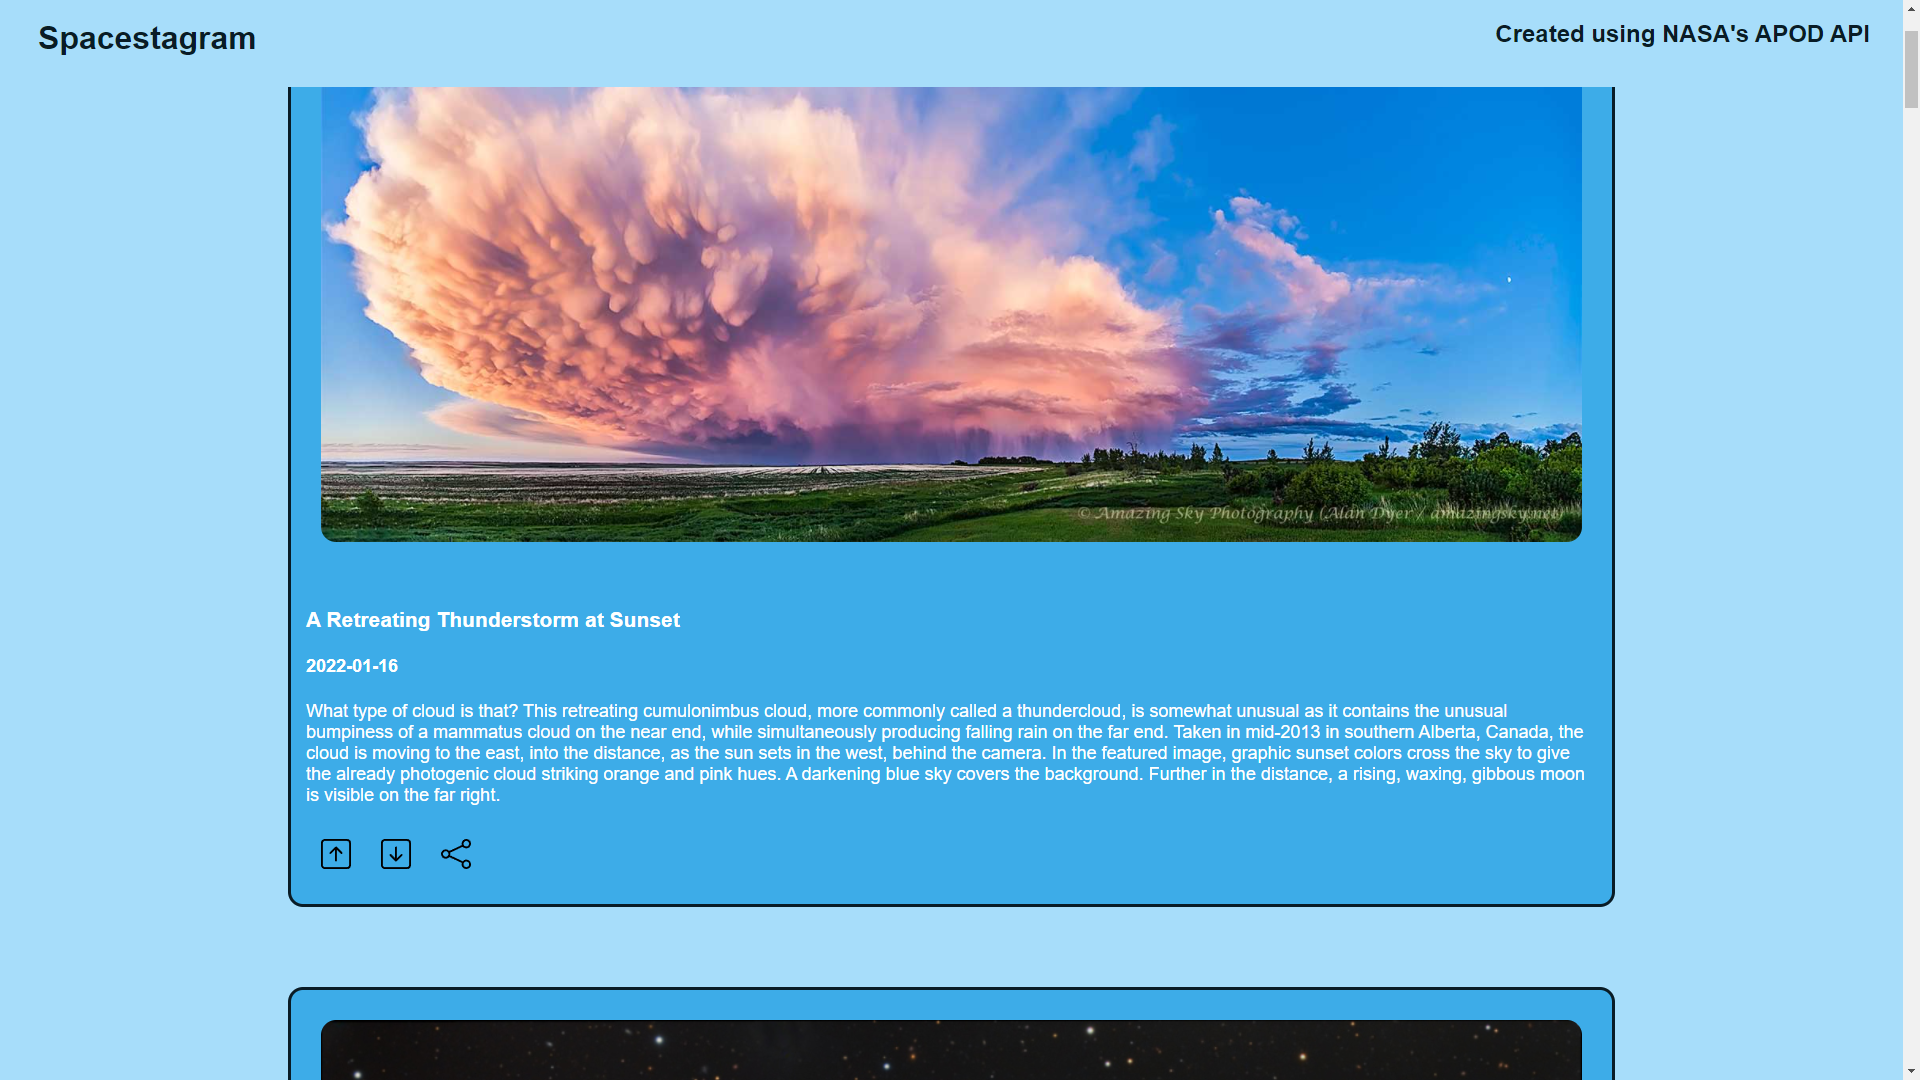 Spacestagram
Created using NASA's APOD API
© Amazing Sky Photography (Alan Dyer / amazingsky.net)
A Retreating Thunderstorm at Sunset
2022-01-16
What type of cloud is that? This retreating cumulonimbus cloud, more commonly called a thundercloud, is somewhat unusual as it contains the unusual
bumpiness of a mammatus cloud on the near end, while simultaneously producing falling rain on the far end. Taken in mid-2013 in southern Alberta, Canada, the
cloud is moving to the east, into the distance, as the sun sets in the west, behind the camera. In the featured image, graphic sunset colors cross the sky to give
the already photogenic cloud striking orange and pink hues. A darkening blue sky covers the background. Further in the distance, a rising, waxing, gibbous moon
is visible on the far right.